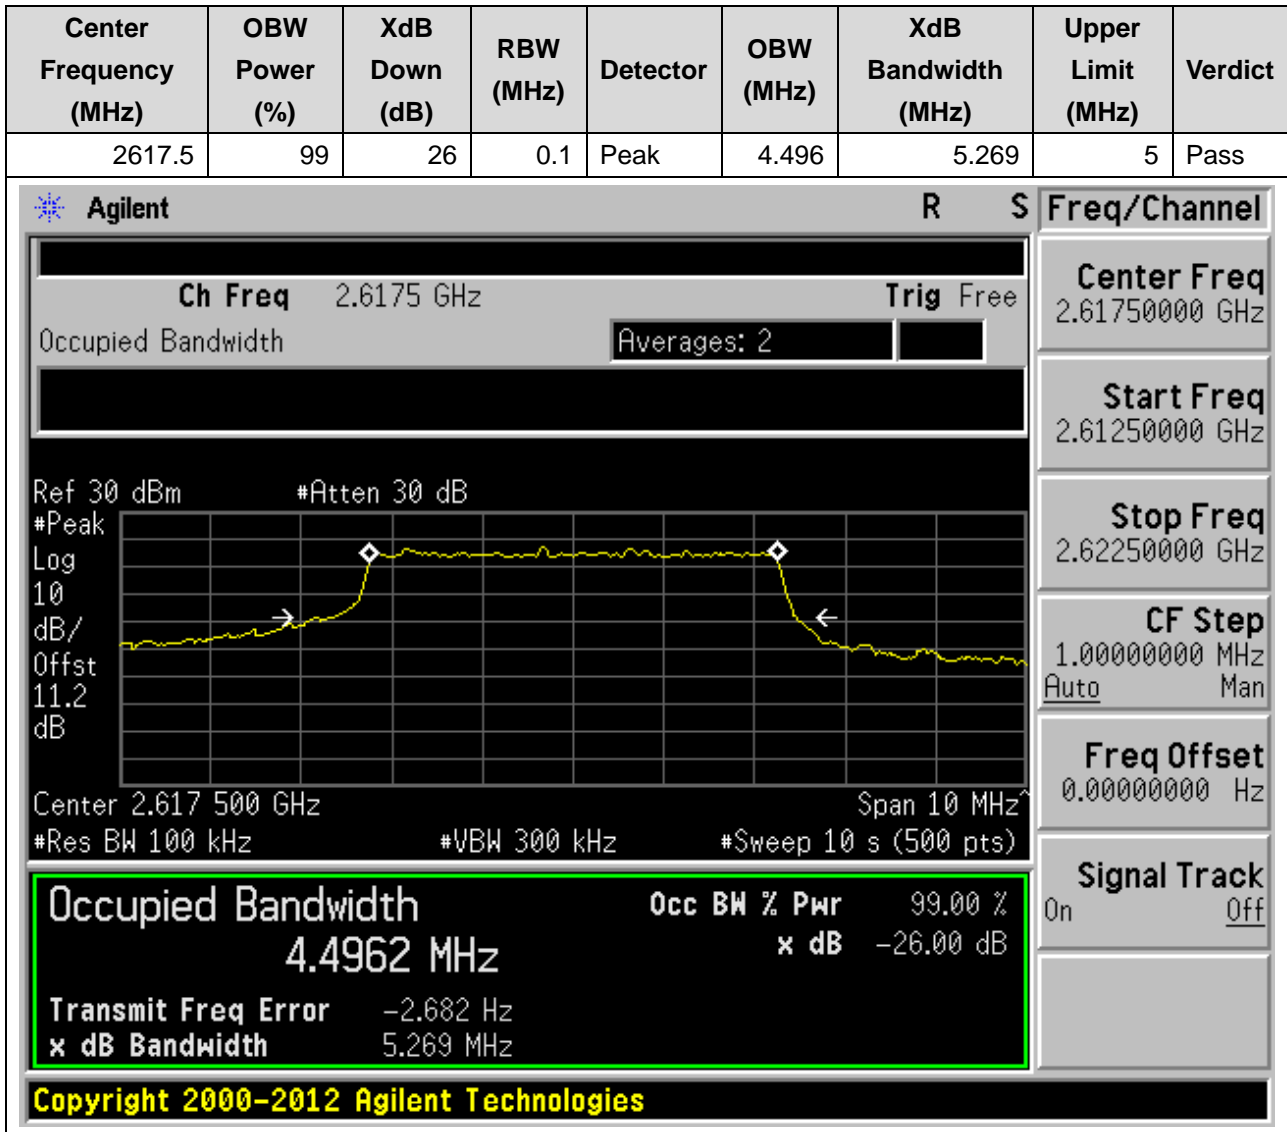 Center Frequency (MHz) OBW Power (%) XdB Down (dB) RBW (MHz) Detector OBW (MHz) XdB Bandwidth (MHz) Upper Limit (MHz) Verdict
2617.5 99 26 0.1 Peak 4.496 5.269 5 Pass
Agilent R S Freq/Channel
Ch Freq 2.6175 GHz Trig Free
Occupied Bandwidth Averages: 2
Center Freq
2.61750000 GHz
Start Freq
2.61250000 GHz
Stop Freq
2.62250000 GHz
CF Step
1.00000000 MHz
Auto Man
Freq Offset
0.00000000 Hz
Signal Track
On Off
Ref 30 dBm #Atten 30 dB
#Peak
Log
10
dB/
Offst
11.2
dB
Center 2.617 500 GHz Span 10 MHz^
#Res BW 100 kHz #VBW 300 kHz #Sweep 10 s (500 pts)
Occupied Bandwidth Occ BW % Pwr 99.00 %
4.4962 MHz x dB -26.00 dB
Transmit Freq Error -2.682 Hz
x dB Bandwidth 5.269 MHz
Copyright 2000-2012 Agilent Technologies